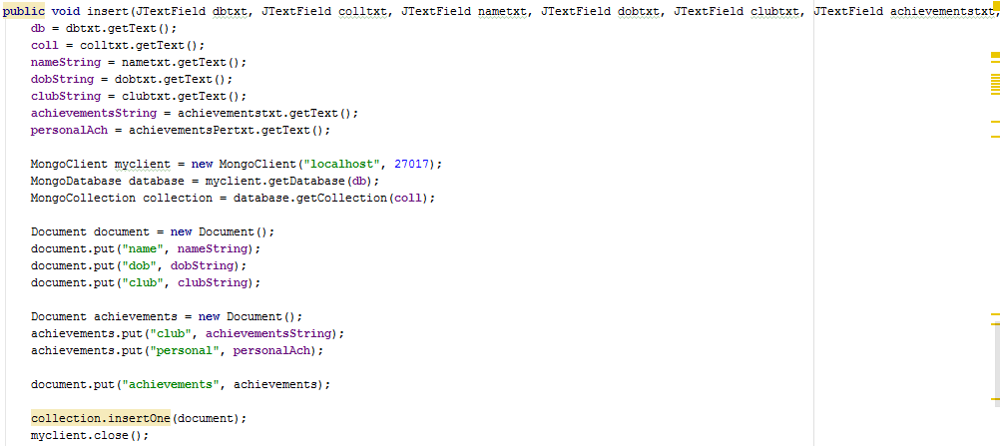 public void insert(JTextField dbtxt, JTextField colltxt, JTextField nametxt, JTextField dobtxt, JTextField clubtxt, JTextField achievementstxt,
db = dbtxt.getText();
coll = colltxt.getText();
nameString = nametxt.getText();
dobString = dobtxt.getText();
clubString = clubtxt.getText();
achievementsString = achievementstxt.getText();
personalAch = achievementsPertxt.getText();
MongoClient myclient = new MongoClient("localhost", 27017);
MongoDatabase database = myclient.getDatabase(db);
MongoCollection collection = database.getCollection(coll);
Document document = new Document();
document.put("name", nameString);
document.put("dob", dobString);
document.put("club", clubString);
Document achievements = new Document();
achievements.put("club", achievementsString);
achievements.put("personal", personalAch);
document.put("achievements", achievements);
collection.insertOne(document);
myclient.close();